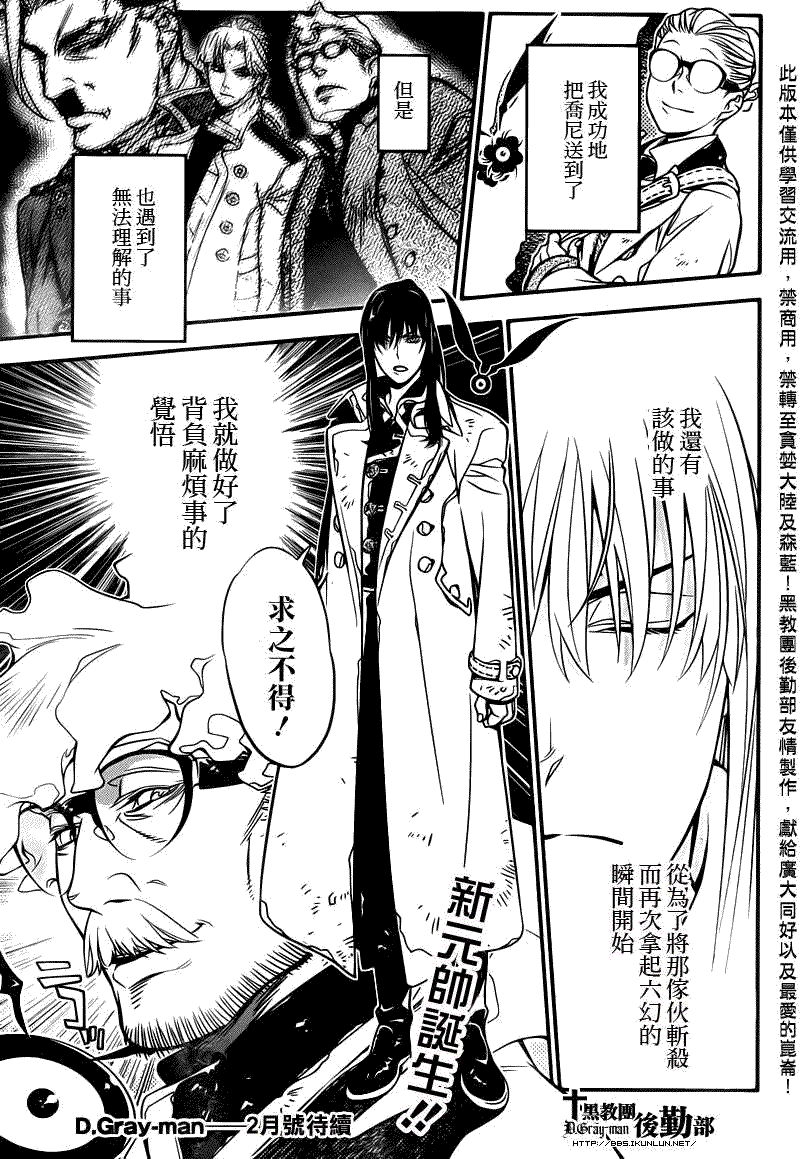 我成功地
把喬尼送到了
但是
也遇到了
無法理解的事
我還有
該做的事
從為了將那傢伙斬殺
而再次拿起六幻的
瞬間開始
我就做好了
背負麻煩事的
覺悟
求之不得！
新元帥誕生！！
ニコ
D.Gray-man——2月號待續
黑教團
D.Gray-man
後勤部
http://bbs.ikunlun.net/
此版本僅供學習交流用，禁商用，禁轉至貪婪大陸及森藍！黑教團後勤部友情製作，獻給廣大同好以及最愛的崑崙！